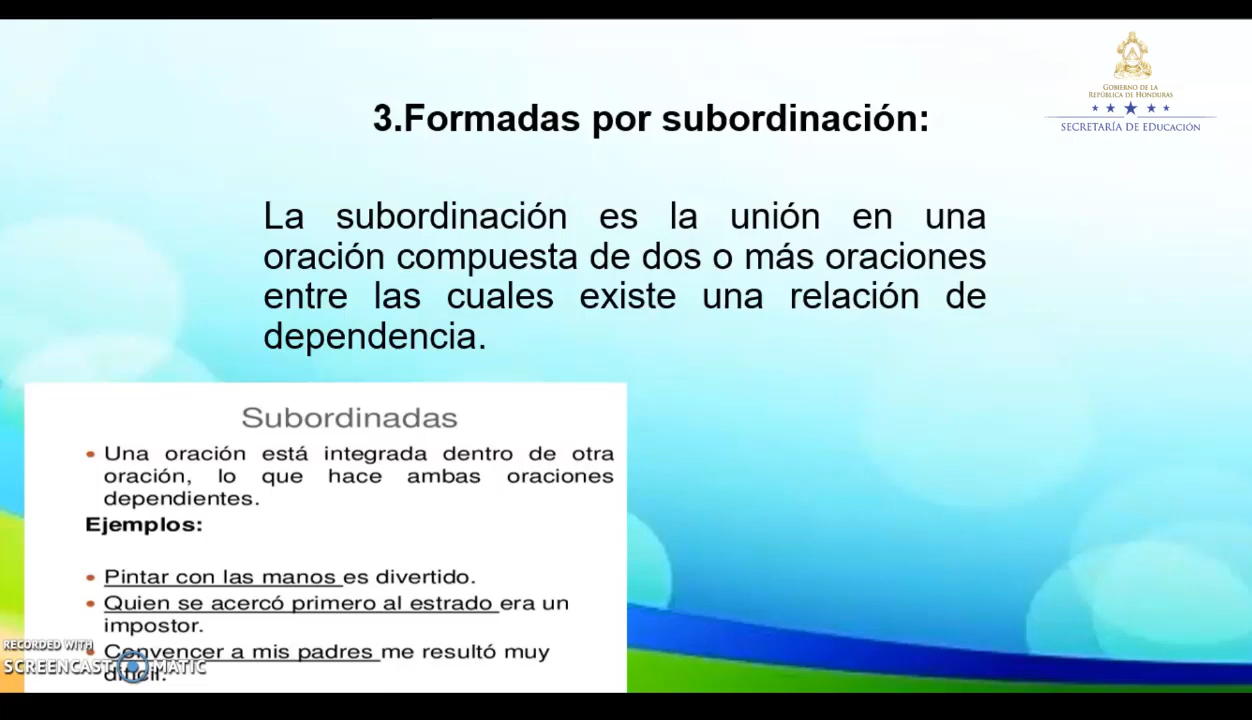 GOBIERNO DE LA
REPÚBLICA DE HONDURAS
SECRETARÍA DE EDUCACIÓN
3.Formadas por subordinación:
La subordinación es la unión en una
oración compuesta de dos o más oraciones
entre las cuales existe una relación de
dependencia.
Subordinadas
• Una oración está integrada dentro de otra
oración, lo que hace ambas oraciones
dependientes.
Ejemplos:
• Pintar con las manos es divertido.
• Quien se acercó primero al estrado era un
impostor.
• Convencer a mis padres me resultó muy
difícil.
RECORDED WITH
SCREENCAST MATIC